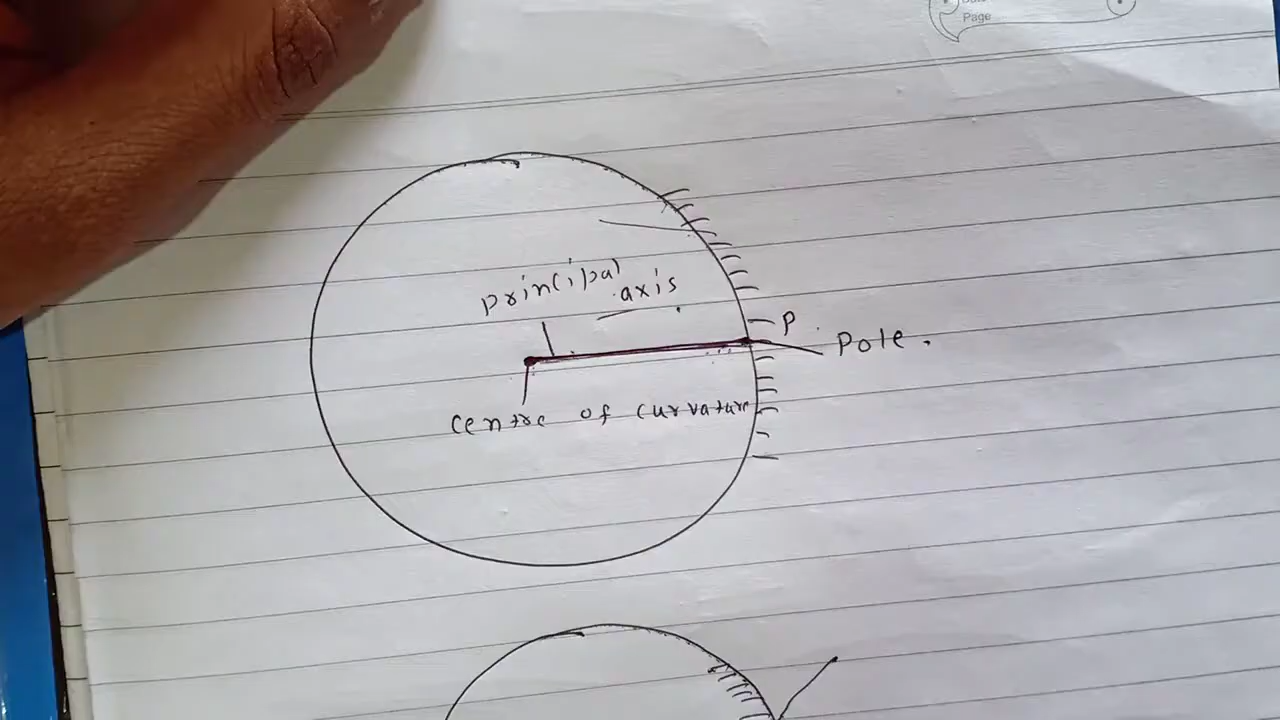 Page
principal
axis
P
Pole.
centre of curvature